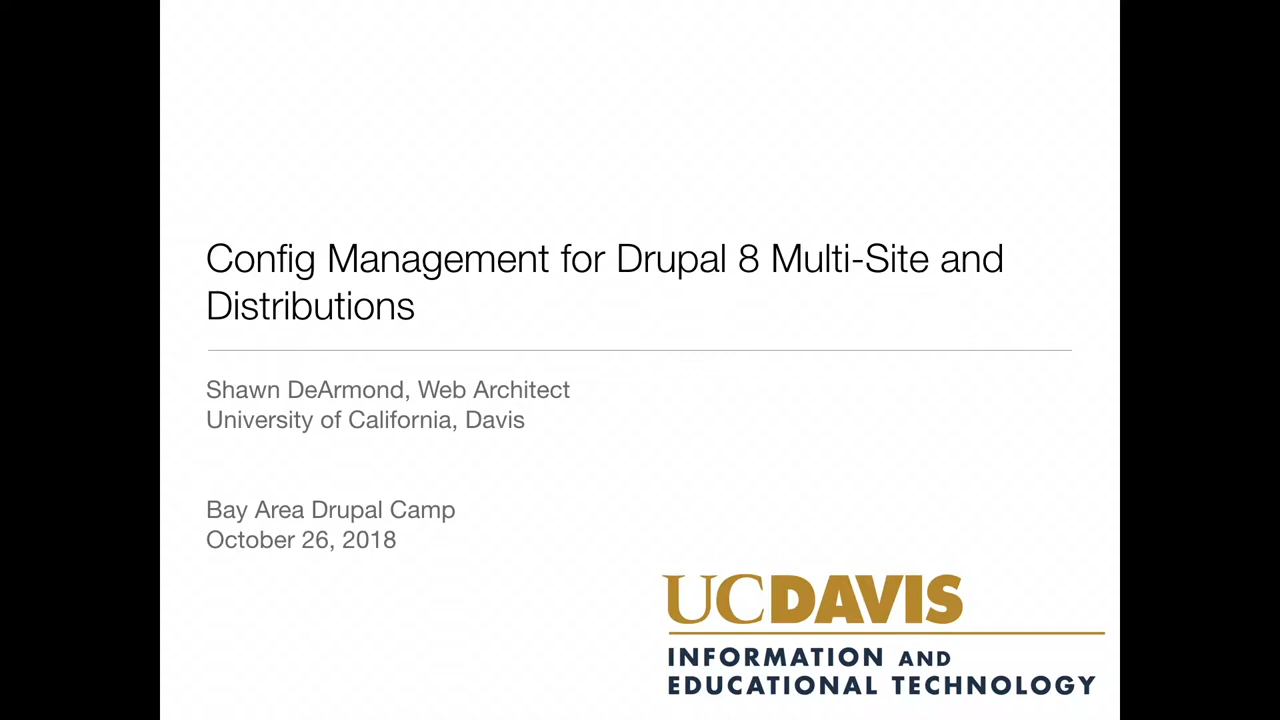 Config Management for Drupal 8 Multi-Site and
Distributions
Shawn DeArmond, Web Architect
University of California, Davis
Bay Area Drupal Camp
October 26, 2018
UCDAVIS
INFORMATION AND
EDUCATIONAL TECHNOLOGY